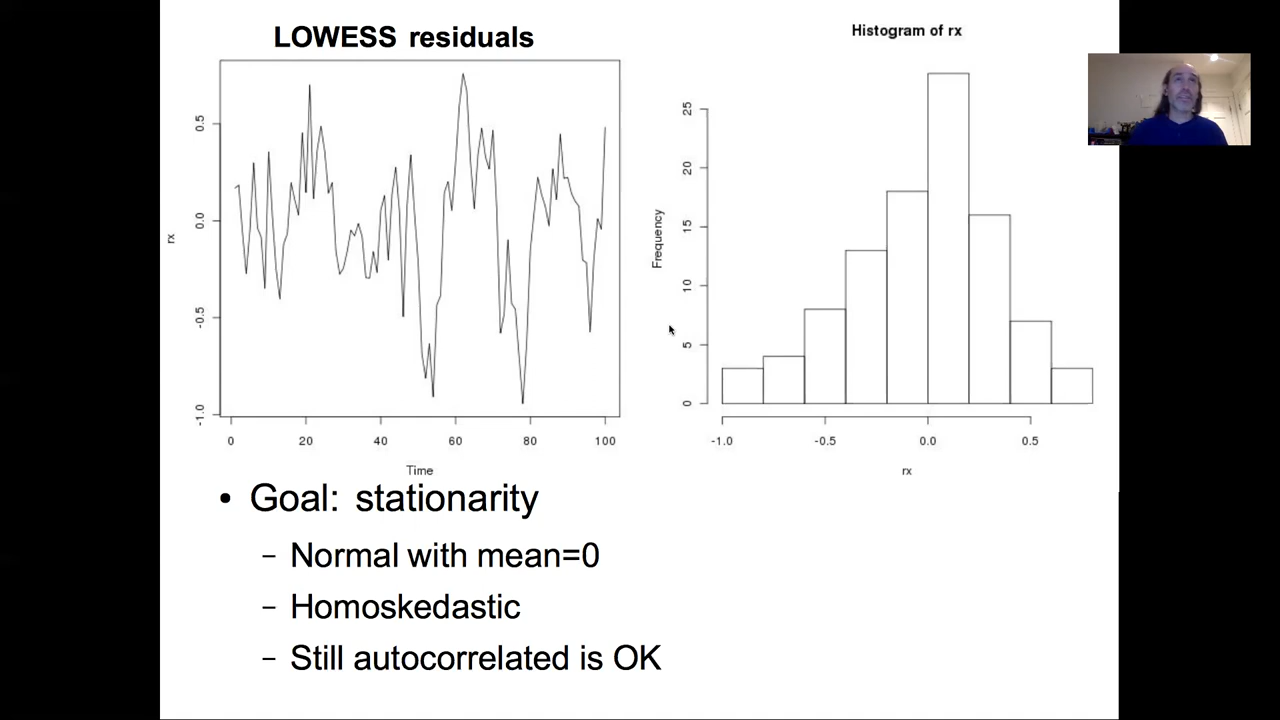 LOWESS residuals
0.5
0.0
-0.5
-1.0
rx
0
20
40
60
80
100
Time
Histogram of rx
25
20
15
10
5
0
Frequency
-1.0
-0.5
0.0
0.5
rx
• Goal: stationarity
– Normal with mean=0
– Homoskedastic
– Still autocorrelated is OK